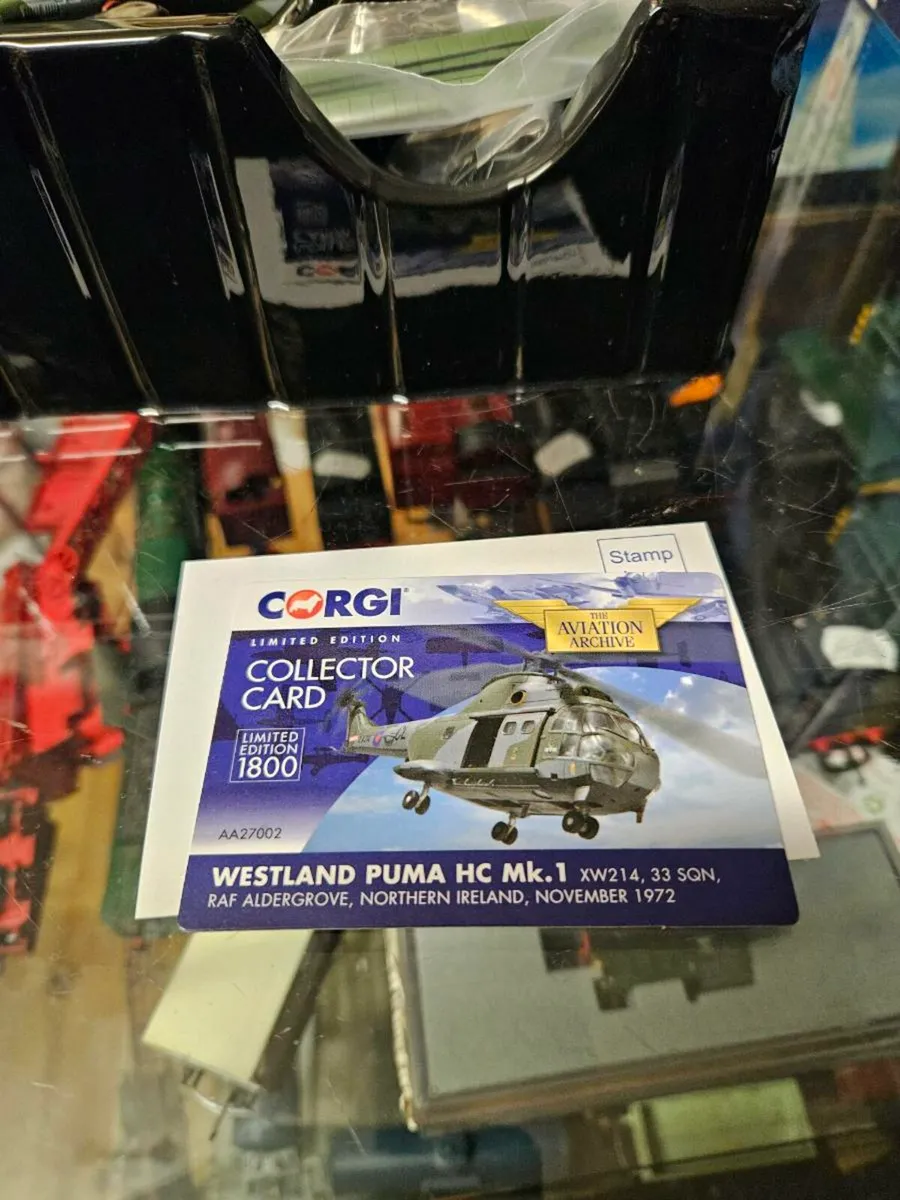 Stamp
CORGI
THE
AVIATION
ARCHIVE
LIMITED EDITION
COLLECTOR
CARD
LIMITED
EDITION
1800
AA27002
WESTLAND PUMA HC Mk.1 XW214, 33 SQN,
RAF ALDERGROVE, NORTHERN IRELAND, NOVEMBER 1972